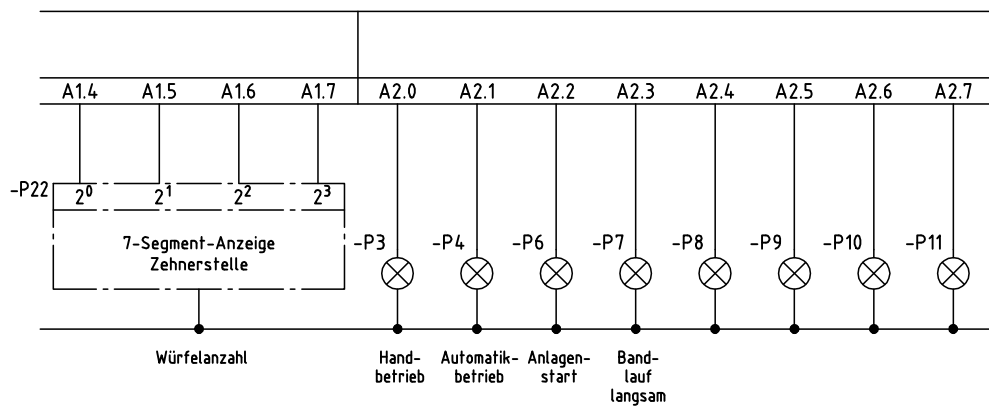 A1.4 A1.5 A1.6 A1.7 A2.0 A2.1 A2.2 A2.3 A2.4 A2.5 A2.6 A2.7
-P22 2⁰ 2¹ 2² 2³
7-Segment-Anzeige
Zehnerstelle
-P3 -P4 -P6 -P7 -P8 -P9 -P10 -P11
Würfelanzahl
Hand-
betrieb
Automatik-
betrieb
Anlagen-
start
Band-
lauf
langsam